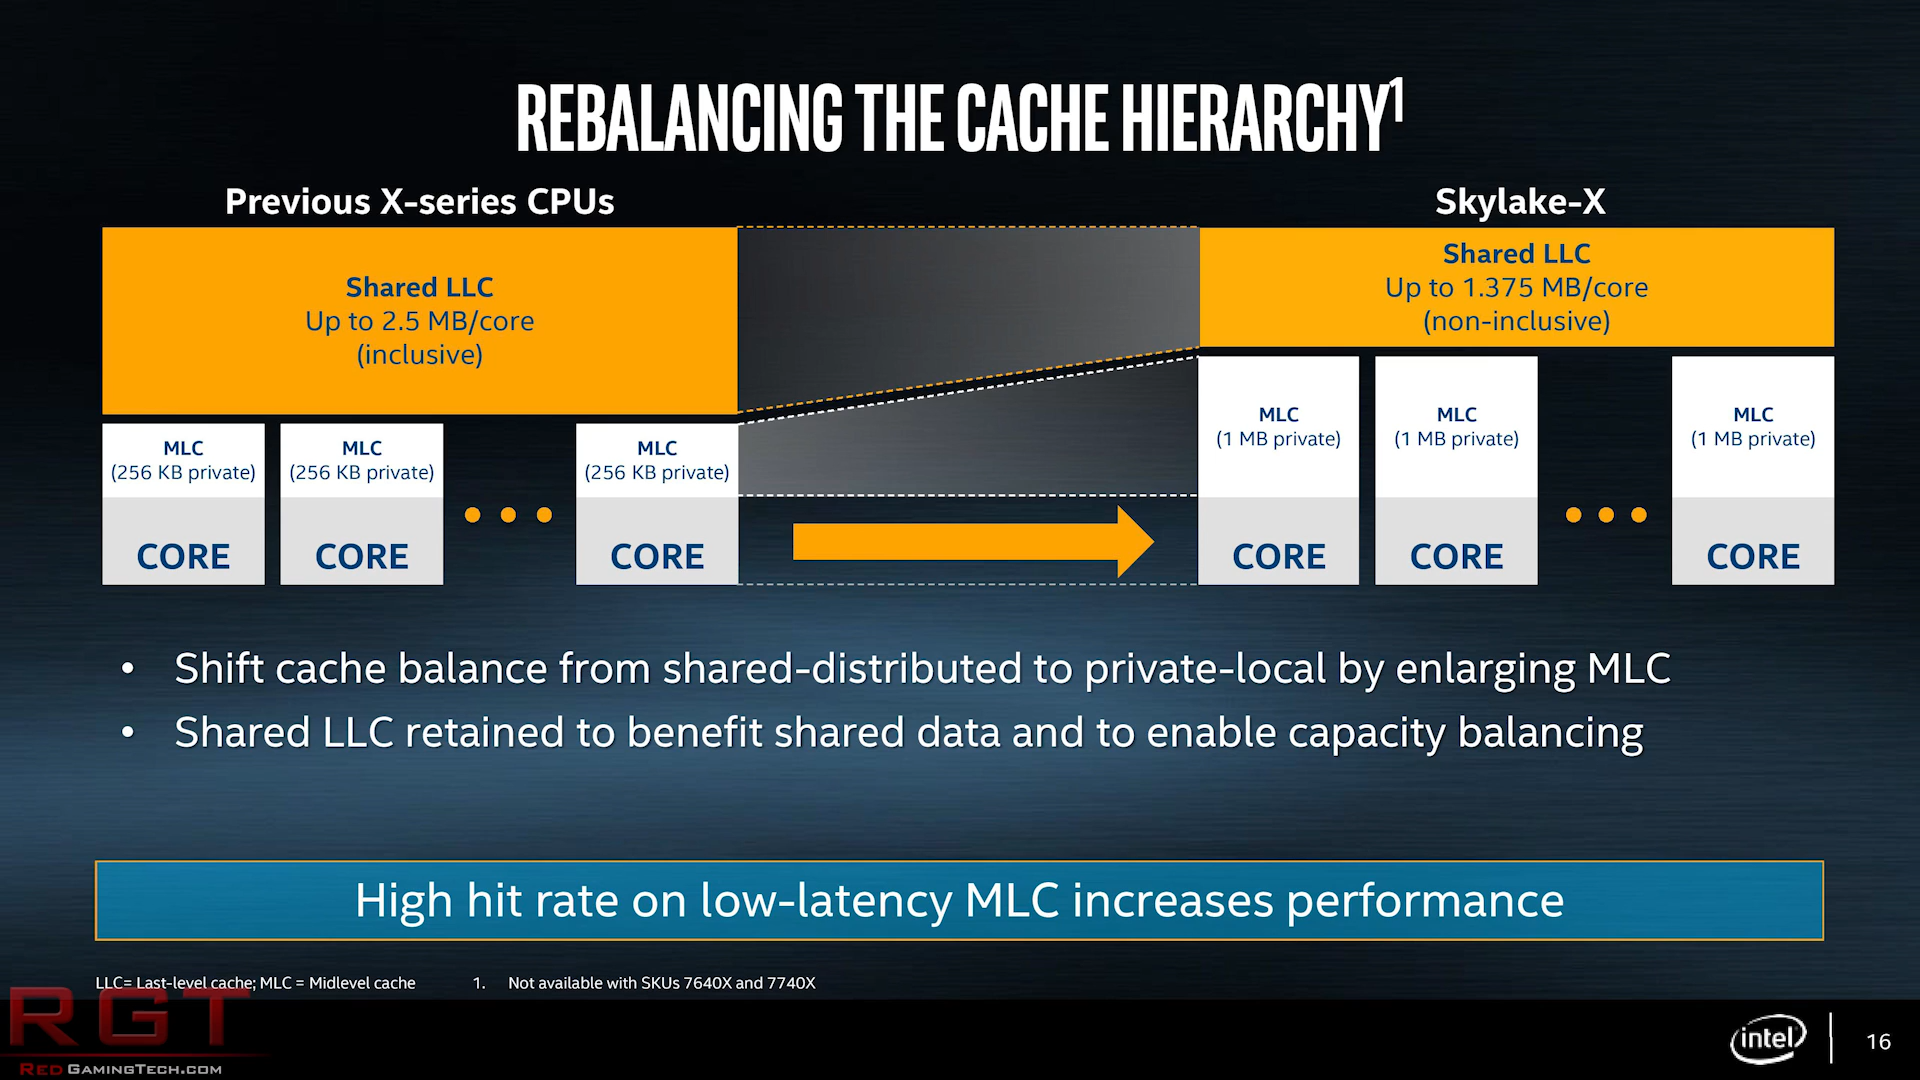 REBALANCING THE CACHE HIERARCHY¹
Previous X-series CPUs
Shared LLC
Up to 2.5 MB/core
(inclusive)
MLC
(256 KB private)
CORE
MLC
(256 KB private)
CORE
MLC
(256 KB private)
CORE
Skylake-X
Shared LLC
Up to 1.375 MB/core
(non-inclusive)
MLC
(1 MB private)
CORE
MLC
(1 MB private)
CORE
MLC
(1 MB private)
CORE
• Shift cache balance from shared-distributed to private-local by enlarging MLC
• Shared LLC retained to benefit shared data and to enable capacity balancing
High hit rate on low-latency MLC increases performance
LLC= Last-level cache; MLC = Midlevel cache
1. Not available with SKUs 7640X and 7740X
RGT
RED GAMINGTECH.COM
intel
16